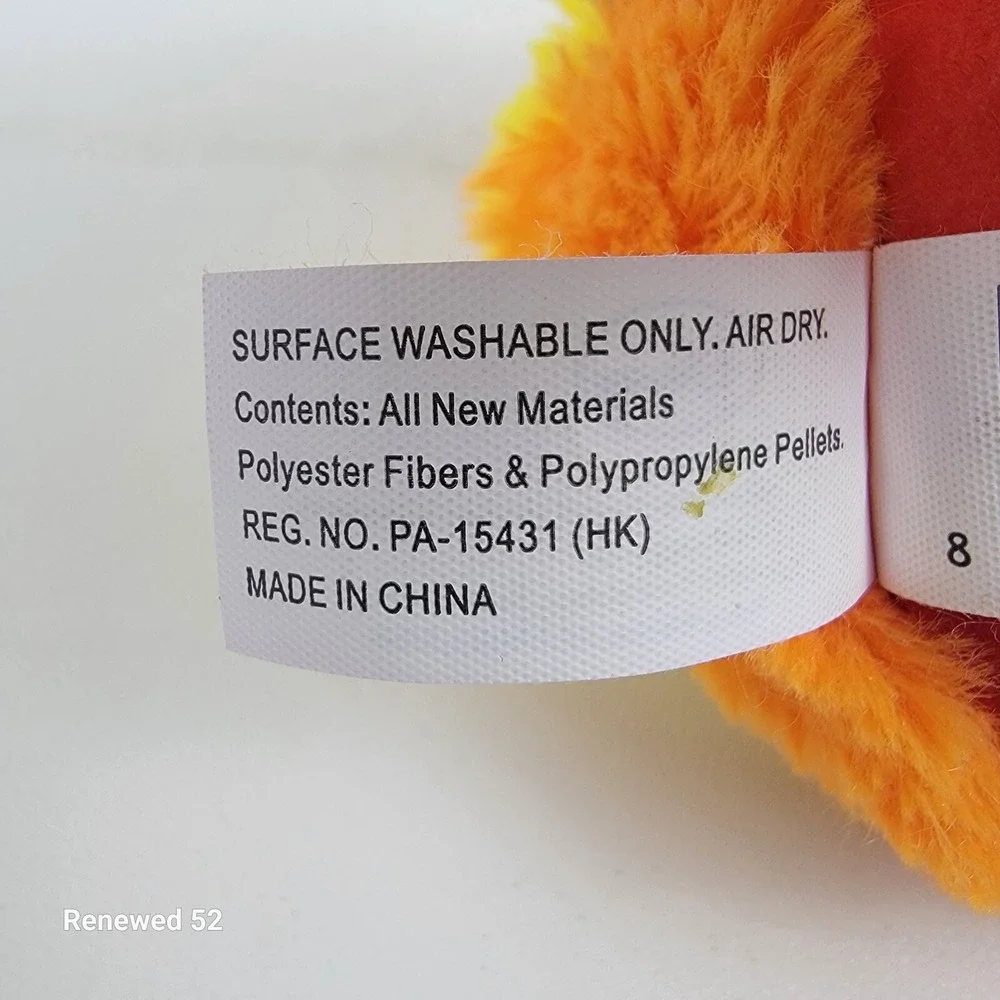 SURFACE WASHABLE ONLY. AIR DRY.
Contents: All New Materials
Polyester Fibers & Polypropylene Pellets.
REG. NO. PA-15431 (HK)
MADE IN CHINA
8
Renewed 52